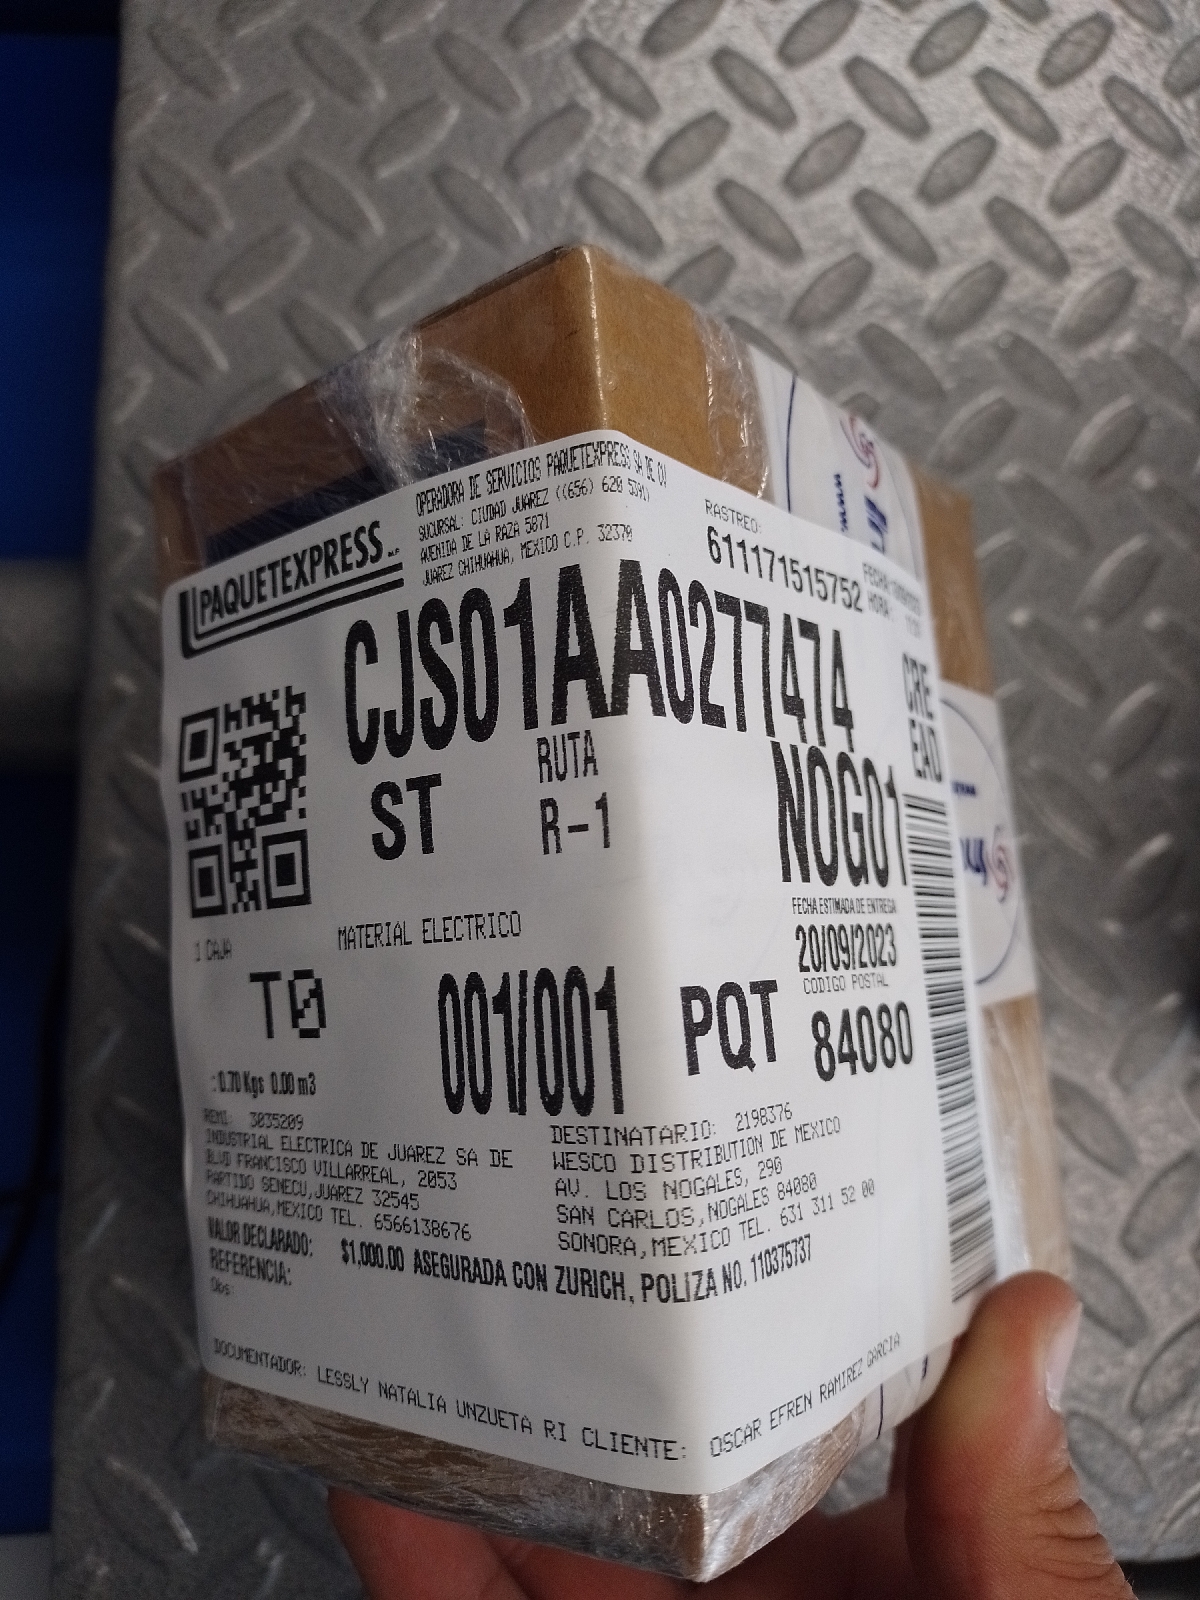 PAQUETEXPRESS
OPERADORA DE SERVICIOS PAQUETEXPRESS SA DE CV
SUCURSAL: CIUDAD JUAREZ ((656) 620 5391)
AVENIDA DE LA RAZA 5871
JUAREZ CHIHUAHUA, MEXICO C.P. 32370
RASTREO:
611171515752
FECHA:
HORA:
CJS01AA0277474
CRE
EAD
ST
RUTA
R-1
NOG01
FECHA ESTIMADA DE ENTREGA
20/09/2023
CODIGO POSTAL
84080
1 CAJA
MATERIAL ELECTRICO
T0
001/001
PQT
: 0.70 Kgs 0.00 m3
REMI: 3035209
INDUSTRIAL ELECTRICA DE JUAREZ SA DE
BLVD FRANCISCO VILLARREAL, 2053
PARTIDO SENECU,JUAREZ 32545
CHIHUAHUA,MEXICO TEL. 6566138676
DESTINATARIO: 2198376
WESCO DISTRIBUTION DE MEXICO
AV. LOS NOGALES, 290
SAN CARLOS,NOGALES 84080
SONORA,MEXICO TEL. 631 311 52 00
VALOR DECLARADO: $1,000.00 ASEGURADA CON ZURICH, POLIZA NO. 110375737
REFERENCIA:
Obs:
DOCUMENTADOR: LESSLY NATALIA UNZUETA RI CLIENTE: OSCAR EFREN RAMIREZ GARCIA
www.